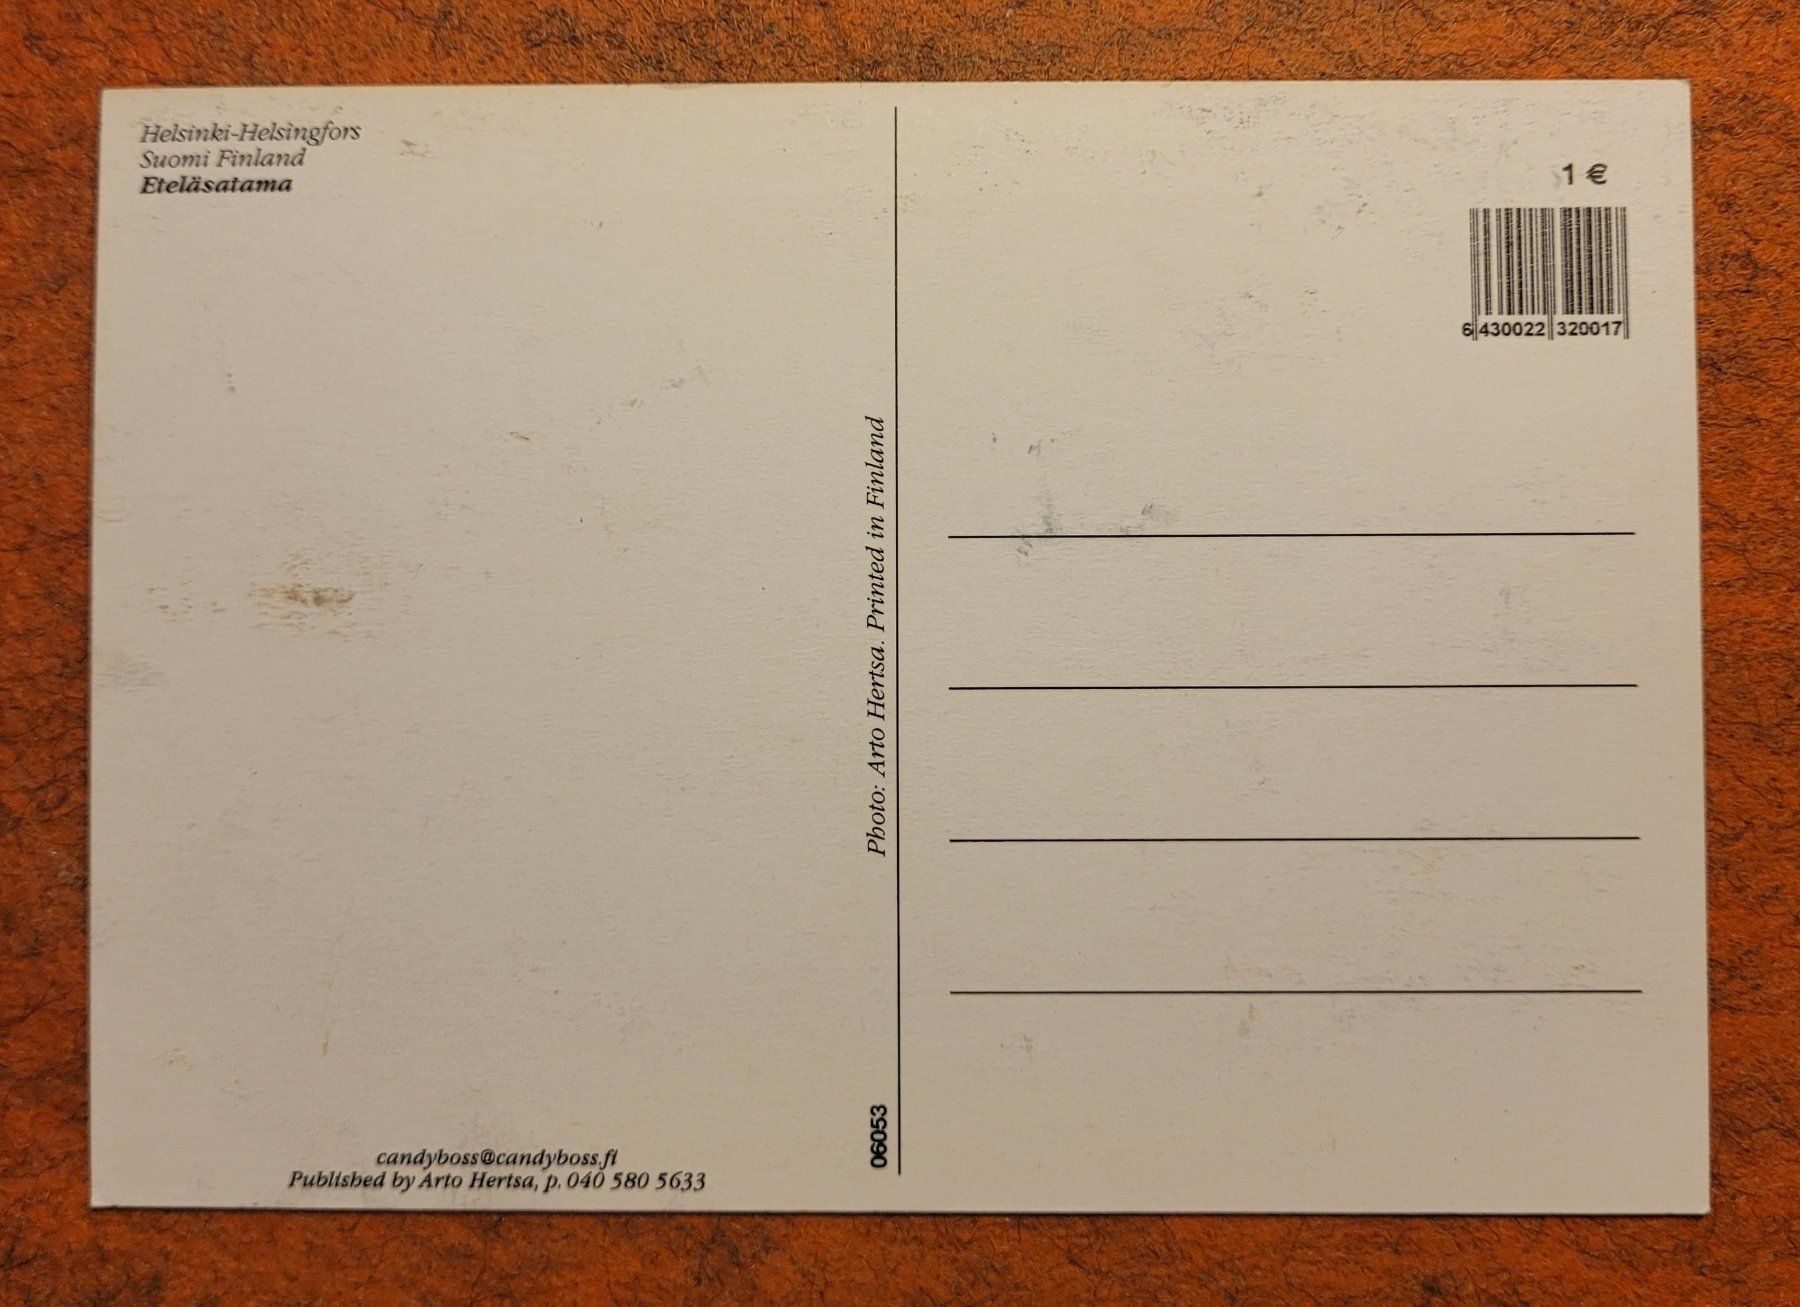 Helsinki-Helsingfors
Suomi Finland
Eteläsatama
1 €
6 430022 320017
Photo: Arto Hertsa. Printed in Finland
06053
candyboss@candyboss.fi
Published by Arto Hertsa, p. 040 580 5633